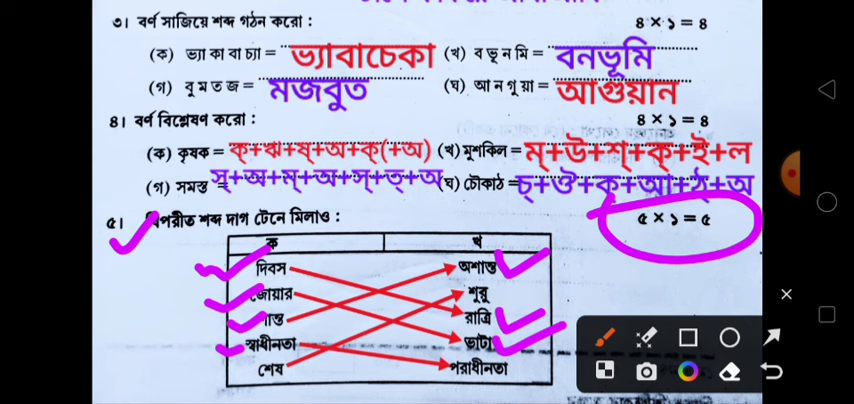 ৩। বর্ণ সাজিয়ে শব্দ গঠন করো : ৪ × ১ = ৪
(ক) ভ্যা কা বা চ্যা = ভ্যাবাচেকা (খ) ব ভূ ন মি = বনভূমি
(গ) বু ম ত জ = মজবুত (ঘ) আ ন গু য়া = আগুয়ান
৪। বর্ণ বিশ্লেষণ করো : ৪ × ১ = ৪
(ক) কৃষক = ক্+ঋ+ষ্+অ+ক্(+অ) (খ) মুশকিল = ম্+উ+শ্+ক্+ই+ল
(গ) সমস্ত = স্+অ+ম্+অ+স্+ত্+অ (ঘ) চৌকাঠ = চ্+ঔ+ক্+আ+ঠ্+অ
৫। বিপরীত শব্দ দাগ টেনে মিলাও : ৫ × ১ = ৫
ক খ
দিবস অশান্ত
জোয়ার শুরু
শান্ত রাত্রি
স্বাধীনতা ভাটা
শেষ পরাধীনতা